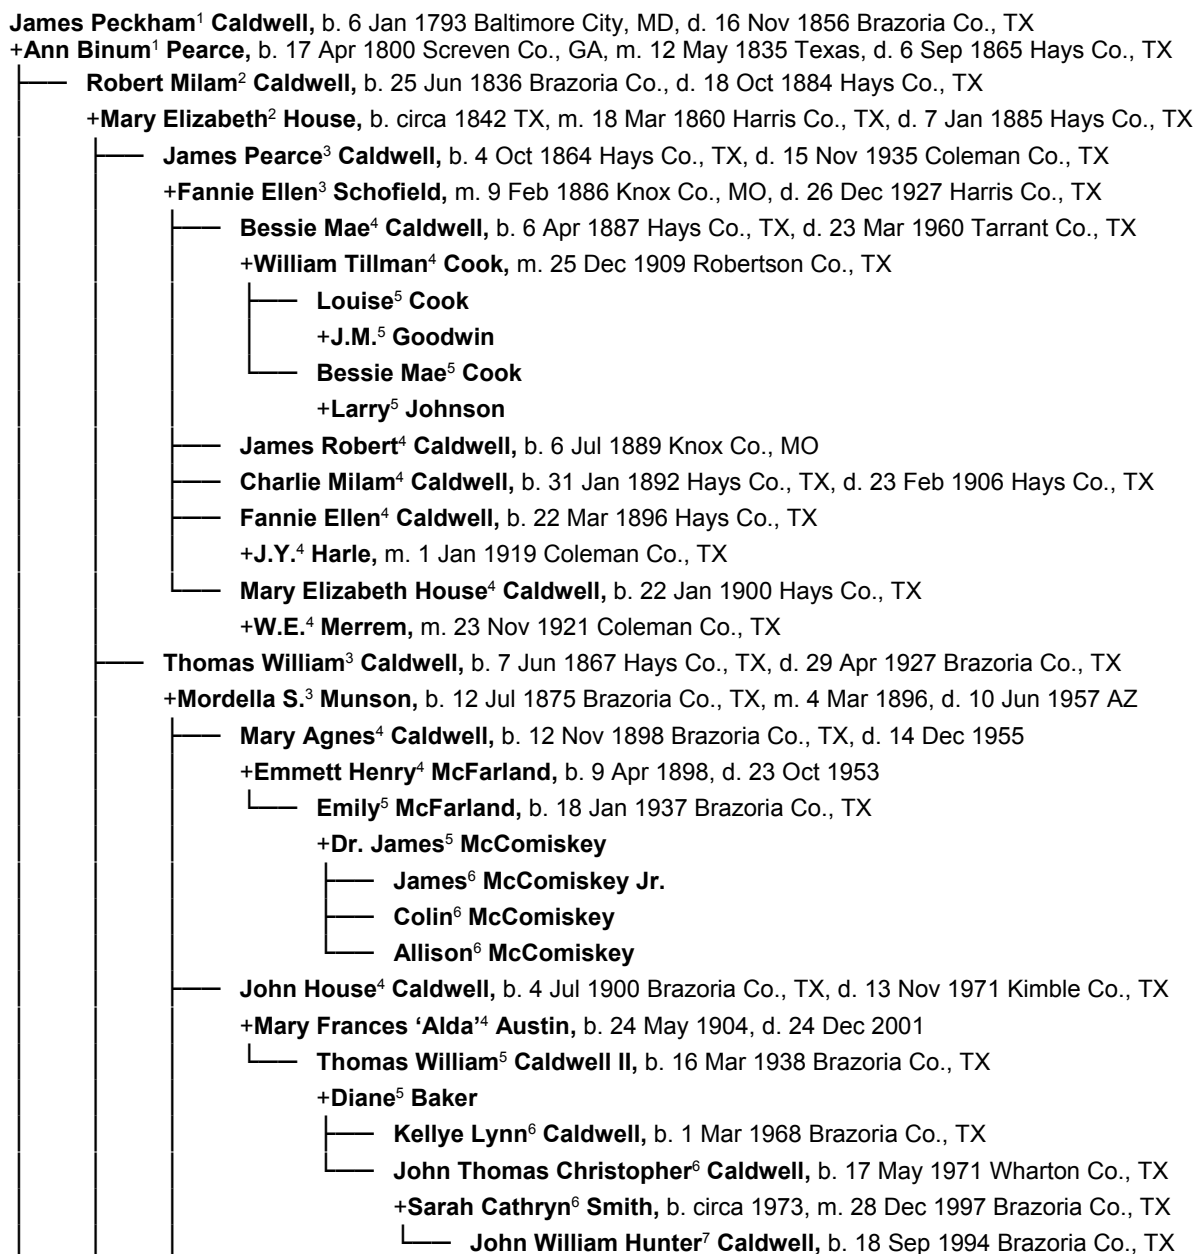 James Peckham¹ Caldwell, b. 6 Jan 1793 Baltimore City, MD, d. 16 Nov 1856 Brazoria Co., TX
+Ann Binum¹ Pearce, b. 17 Apr 1800 Screven Co., GA, m. 12 May 1835 Texas, d. 6 Sep 1865 Hays Co., TX
Robert Milam² Caldwell, b. 25 Jun 1836 Brazoria Co., d. 18 Oct 1884 Hays Co., TX
+Mary Elizabeth² House, b. circa 1842 TX, m. 18 Mar 1860 Harris Co., TX, d. 7 Jan 1885 Hays Co., TX
James Pearce³ Caldwell, b. 4 Oct 1864 Hays Co., TX, d. 15 Nov 1935 Coleman Co., TX
+Fannie Ellen³ Schofield, m. 9 Feb 1886 Knox Co., MO, d. 26 Dec 1927 Harris Co., TX
Bessie Mae⁴ Caldwell, b. 6 Apr 1887 Hays Co., TX, d. 23 Mar 1960 Tarrant Co., TX
+William Tillman⁴ Cook, m. 25 Dec 1909 Robertson Co., TX
Louise⁵ Cook
+J.M.⁵ Goodwin
Bessie Mae⁵ Cook
+Larry⁵ Johnson
James Robert⁴ Caldwell, b. 6 Jul 1889 Knox Co., MO
Charlie Milam⁴ Caldwell, b. 31 Jan 1892 Hays Co., TX, d. 23 Feb 1906 Hays Co., TX
Fannie Ellen⁴ Caldwell, b. 22 Mar 1896 Hays Co., TX
+J.Y.⁴ Harle, m. 1 Jan 1919 Coleman Co., TX
Mary Elizabeth House⁴ Caldwell, b. 22 Jan 1900 Hays Co., TX
+W.E.⁴ Merrem, m. 23 Nov 1921 Coleman Co., TX
Thomas William³ Caldwell, b. 7 Jun 1867 Hays Co., TX, d. 29 Apr 1927 Brazoria Co., TX
+Mordella S.³ Munson, b. 12 Jul 1875 Brazoria Co., TX, m. 4 Mar 1896, d. 10 Jun 1957 AZ
Mary Agnes⁴ Caldwell, b. 12 Nov 1898 Brazoria Co., TX, d. 14 Dec 1955
+Emmett Henry⁴ McFarland, b. 9 Apr 1898, d. 23 Oct 1953
Emily⁵ McFarland, b. 18 Jan 1937 Brazoria Co., TX
+Dr. James⁵ McComiskey
James⁶ McComiskey Jr.
Colin⁶ McComiskey
Allison⁶ McComiskey
John House⁴ Caldwell, b. 4 Jul 1900 Brazoria Co., TX, d. 13 Nov 1971 Kimble Co., TX
+Mary Frances ‘Alda’⁴ Austin, b. 24 May 1904, d. 24 Dec 2001
Thomas William⁵ Caldwell II, b. 16 Mar 1938 Brazoria Co., TX
+Diane⁵ Baker
Kellye Lynn⁶ Caldwell, b. 1 Mar 1968 Brazoria Co., TX
John Thomas Christopher⁶ Caldwell, b. 17 May 1971 Wharton Co., TX
+Sarah Cathryn⁶ Smith, b. circa 1973, m. 28 Dec 1997 Brazoria Co., TX
John William Hunter⁷ Caldwell, b. 18 Sep 1994 Brazoria Co., TX